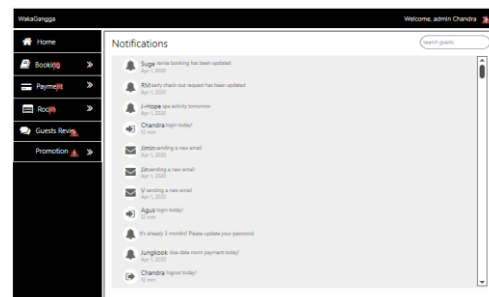 WakaGangga
Welcome, admin Chandra
Home
Booking
Payment
Room
Guests Revie
Promotion
Notifications
search guests
Suga revise booking has been updated
Apr 1, 2020
RM early check-out request has been updated
Apr 1, 2020
J-Hope spa activity tomorrow
Apr 1, 2020
Chandra login today!
12 min
Jimin sending a new email
Apr 1, 2020
Jin sending a new email
Apr 1, 2020
V sending a new email
Apr 1, 2020
Agus login today!
12 min
It's already 3 months! Please update your password
Jungkook due date room payment today!
Apr 1, 2020
Chandra logout today!
12 min